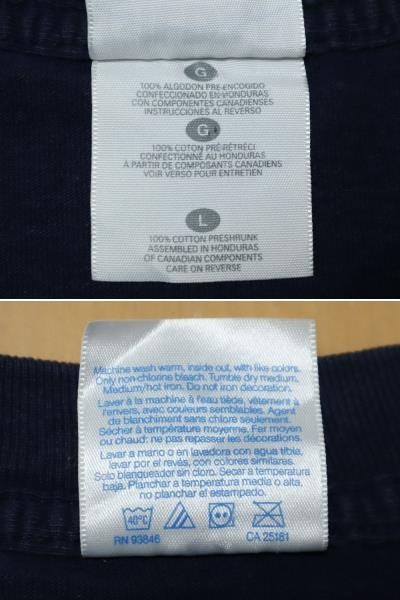 G
100% ALGODON PRE-ENCOGIDO
CONFECCIONADO EN HONDURAS
CON COMPONENTES CANADIENSES
INSTRUCCIONES AL REVERSO
G
100% COTON PRÉ-RÉTRÉCI
CONFECTIONNÉ AU HONDURAS
À PARTIR DE COMPOSANTS CANADIENS
VOIR VERSO POUR ENTRETIEN
L
100% COTTON PRESHRUNK
ASSEMBLED IN HONDURAS
OF CANADIAN COMPONENTS
CARE ON REVERSE
Machine wash warm, inside out, with like colors.
Only non-chlorine bleach. Tumble dry medium.
Medium/hot iron. Do not iron decoration.
Laver à la machine à l'eau tiède, vêtement à
l'envers, avec couleurs semblables. Agent
de blanchiment sans chlore seulement.
Sécher à température moyenne. Fer moyen
ou chaud: ne pas repasser les décorations.
Lavar a mano o en lavadora con agua tibia,
lavar por el revés, con colores similares.
Solo blanqueador sin cloro. Secar a temperatura
baja. Planchar a temperatura media o alta,
no planchar el estampado.
40°C
RN 93846 CA 25181